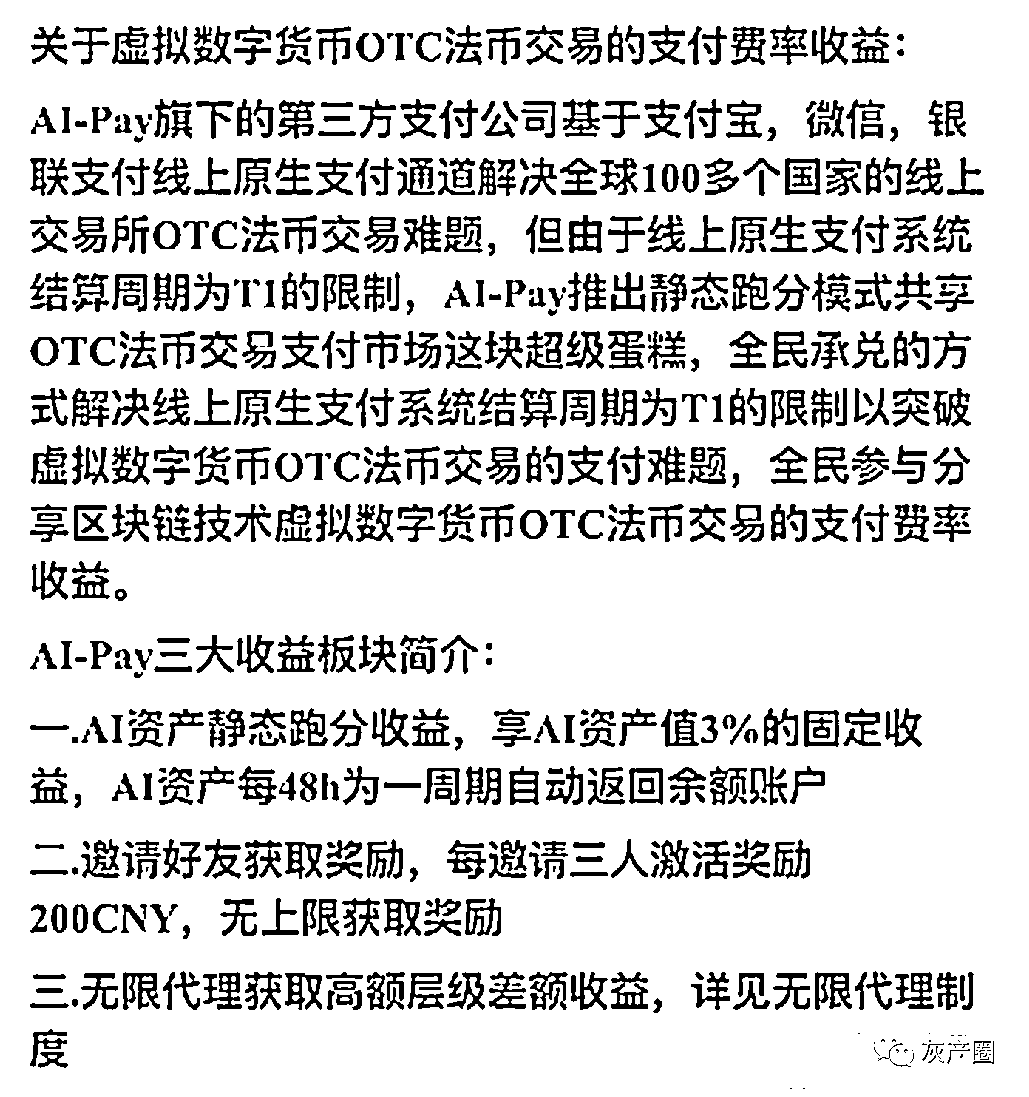 关于虚拟数字货币OTC法币交易的支付费率收益：
AI-Pay旗下的第三方支付公司基于支付宝，微信，银
联支付线上原生支付通道解决全球100多个国家的线上
交易所OTC法币交易难题，但由于线上原生支付系统
结算周期为T1的限制，AI-Pay推出静态跑分模式共享
OTC法币交易支付市场这块超级蛋糕，全民承兑的方
式解决线上原生支付系统结算周期为T1的限制以突破
虚拟数字货币OTC法币交易的支付难题，全民参与分
享区块链技术虚拟数字货币OTC法币交易的支付费率
收益。
AI-Pay三大收益板块简介：
一.AI资产静态跑分收益，享AI资产值3%的固定收
益，AI资产每48h为一周期自动返回余额账户
二.邀请好友获取奖励，每邀请三人激活奖励
200CNY，无上限获取奖励
三.无限代理获取高额层级差额收益，详见无限代理制
度
灰产圈